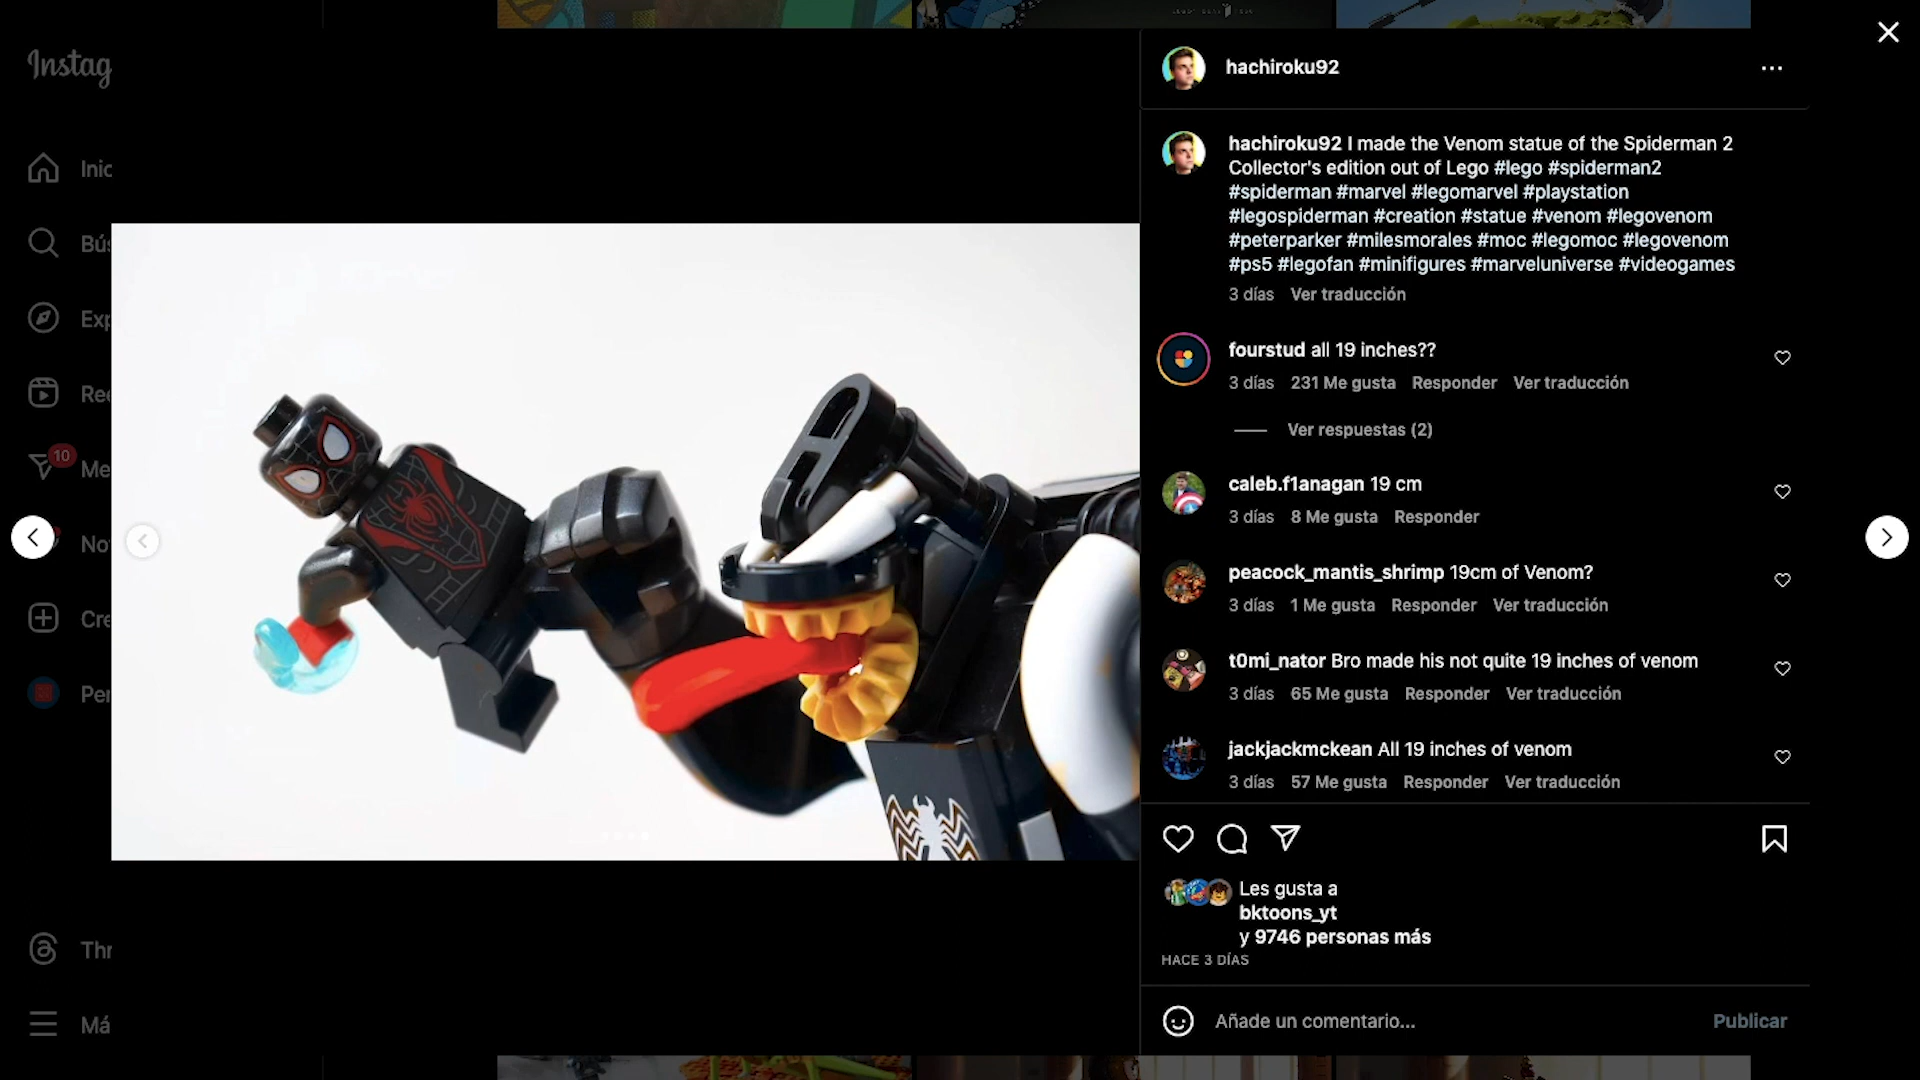 Instag
Inic
Bús
Exp
Ree
10
Me
No
Cre
Per
Thr
Má
hachiroku92
hachiroku92 I made the Venom statue of the Spiderman 2
Collector's edition out of Lego #lego #spiderman2
#spiderman #marvel #legomarvel #playstation
#legospiderman #creation #statue #venom #legovenom
#peterparker #milesmorales #moc #legomoc #legovenom
#ps5 #legofan #minifigures #marveluniverse #videogames
3 días Ver traducción
fourstud all 19 inches??
3 días 231 Me gusta Responder Ver traducción
Ver respuestas (2)
caleb.f1anagan 19 cm
3 días 8 Me gusta Responder
peacock_mantis_shrimp 19cm of Venom?
3 días 1 Me gusta Responder Ver traducción
t0mi_nator Bro made his not quite 19 inches of venom
3 días 65 Me gusta Responder Ver traducción
jackjackmckean All 19 inches of venom
3 días 57 Me gusta Responder Ver traducción
Les gusta a
bktoons_yt
y 9746 personas más
HACE 3 DÍAS
Añade un comentario...
Publicar